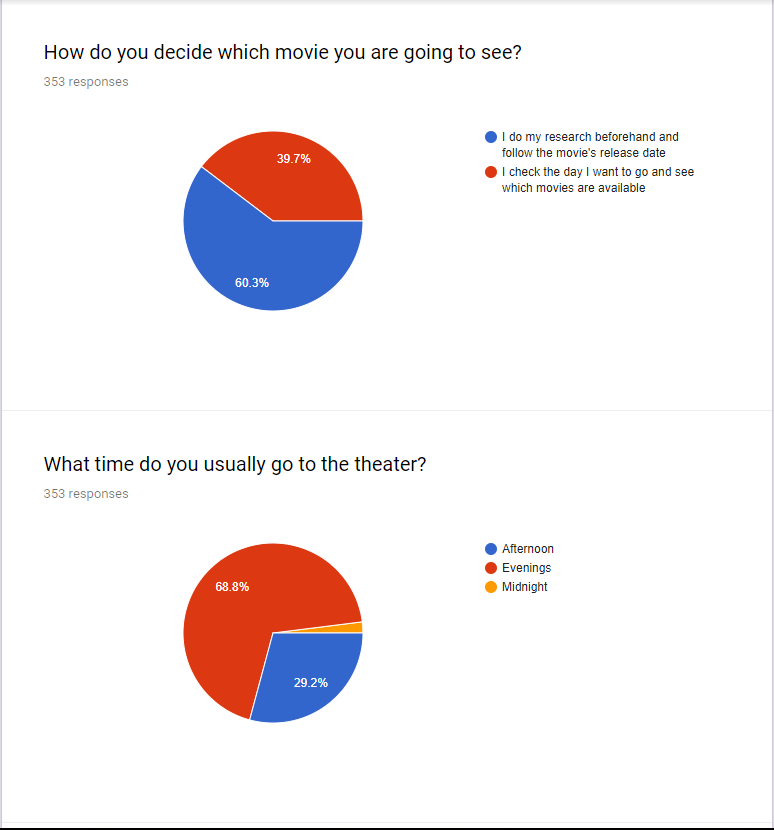 How do you decide which movie you are going to see?
353 responses
39.7%
60.3%
I do my research beforehand and
follow the movie's release date
I check the day I want to go and see
which movies are available
What time do you usually go to the theater?
353 responses
68.8%
29.2%
Afternoon
Evenings
Midnight